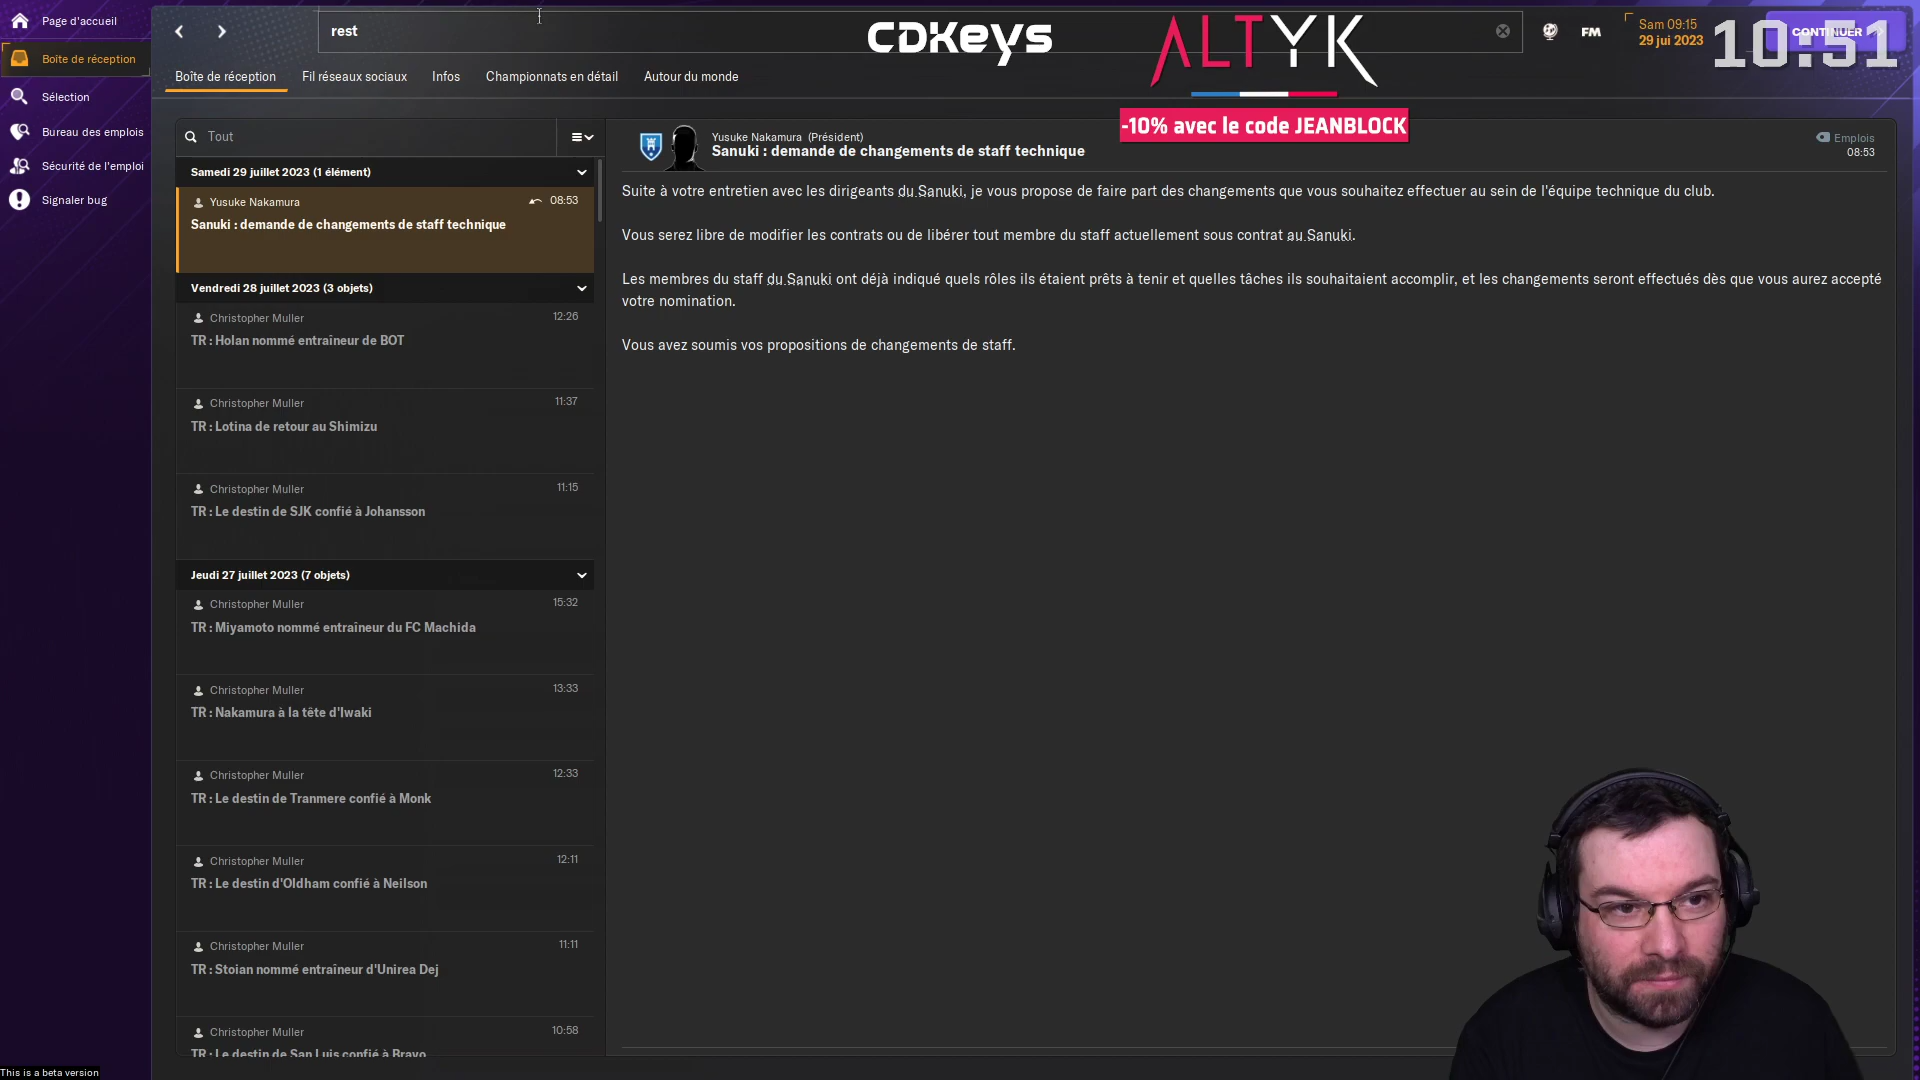 Page d'accueil
Boîte de réception
Sélection
Bureau des emplois
Sécurité de l'emploi
Signaler bug
This is a beta version
rest
CDKeys
ALTYK
-10% avec le code JEANBLOCK
FM
Sam 09:15
29 jui 2023
CONTINUER
10:51
Boîte de réception
Fil réseaux sociaux
Infos
Championnats en détail
Autour du monde
Tout
Samedi 29 juillet 2023 (1 élément)
Yusuke Nakamura 08:53
Sanuki : demande de changements de staff technique
Vendredi 28 juillet 2023 (3 objets)
Christopher Muller 12:26
TR : Holan nommé entraîneur de BOT
Christopher Muller 11:37
TR : Lotina de retour au Shimizu
Christopher Muller 11:15
TR : Le destin de SJK confié à Johansson
Jeudi 27 juillet 2023 (7 objets)
Christopher Muller 15:32
TR : Miyamoto nommé entraîneur du FC Machida
Christopher Muller 13:33
TR : Nakamura à la tête d'Iwaki
Christopher Muller 12:33
TR : Le destin de Tranmere confié à Monk
Christopher Muller 12:11
TR : Le destin d'Oldham confié à Neilson
Christopher Muller 11:11
TR : Stoian nommé entraîneur d'Unirea Dej
Christopher Muller 10:58
TR : Le destin de San Luis confié à Bravo
Yusuke Nakamura (Président)
Sanuki : demande de changements de staff technique
Emplois
08:53
Suite à votre entretien avec les dirigeants du Sanuki, je vous propose de faire part des changements que vous souhaitez effectuer au sein de l'équipe technique du club.
Vous serez libre de modifier les contrats ou de libérer tout membre du staff actuellement sous contrat au Sanuki.
Les membres du staff du Sanuki ont déjà indiqué quels rôles ils étaient prêts à tenir et quelles tâches ils souhaitaient accomplir, et les changements seront effectués dès que vous aurez accepté
votre nomination.
Vous avez soumis vos propositions de changements de staff.